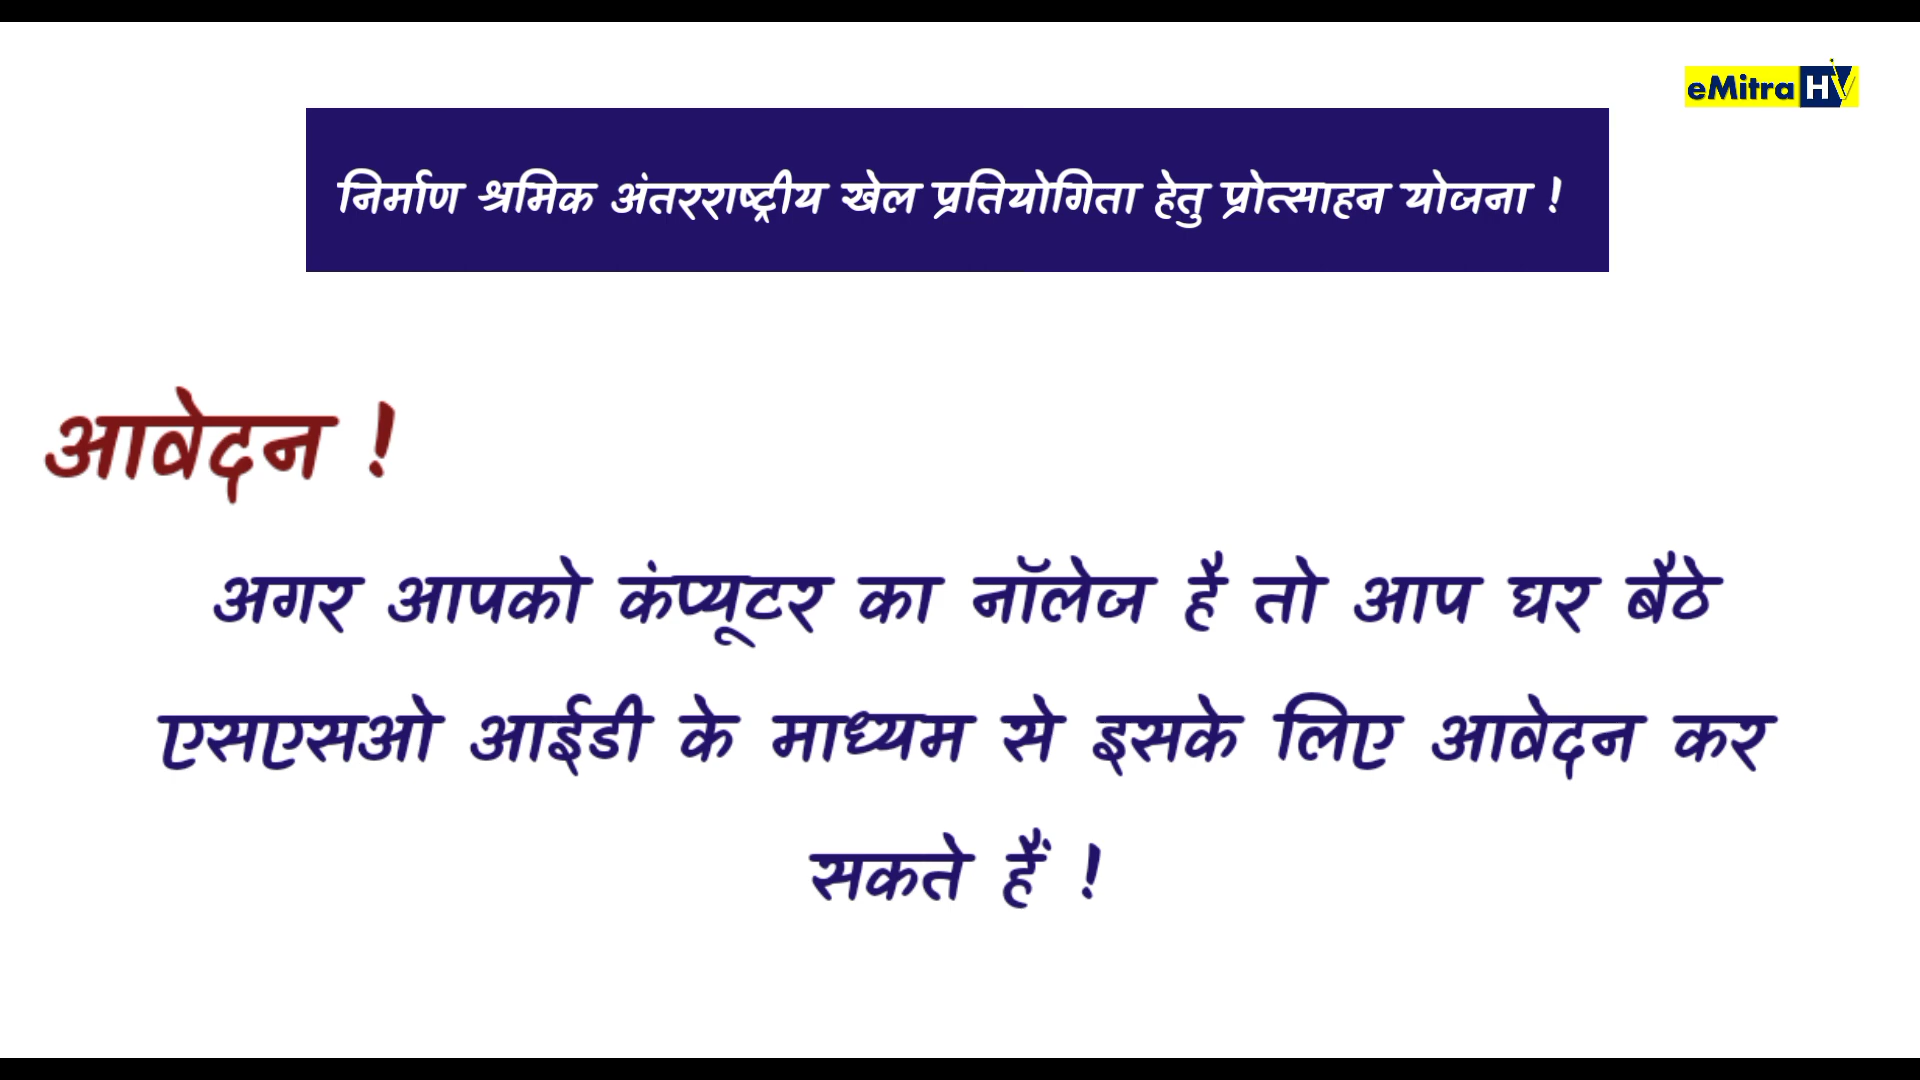 eMitra HV
निर्माण श्रमिक अंतरराष्ट्रीय खेल प्रतियोगिता हेतु प्रोत्साहन योजना !
आवेदन !
अगर आपको कंप्यूटर का नॉलेज है तो आप घर बैठे
एसएसओ आईडी के माध्यम से इसके लिए आवेदन कर
सकते हैं !